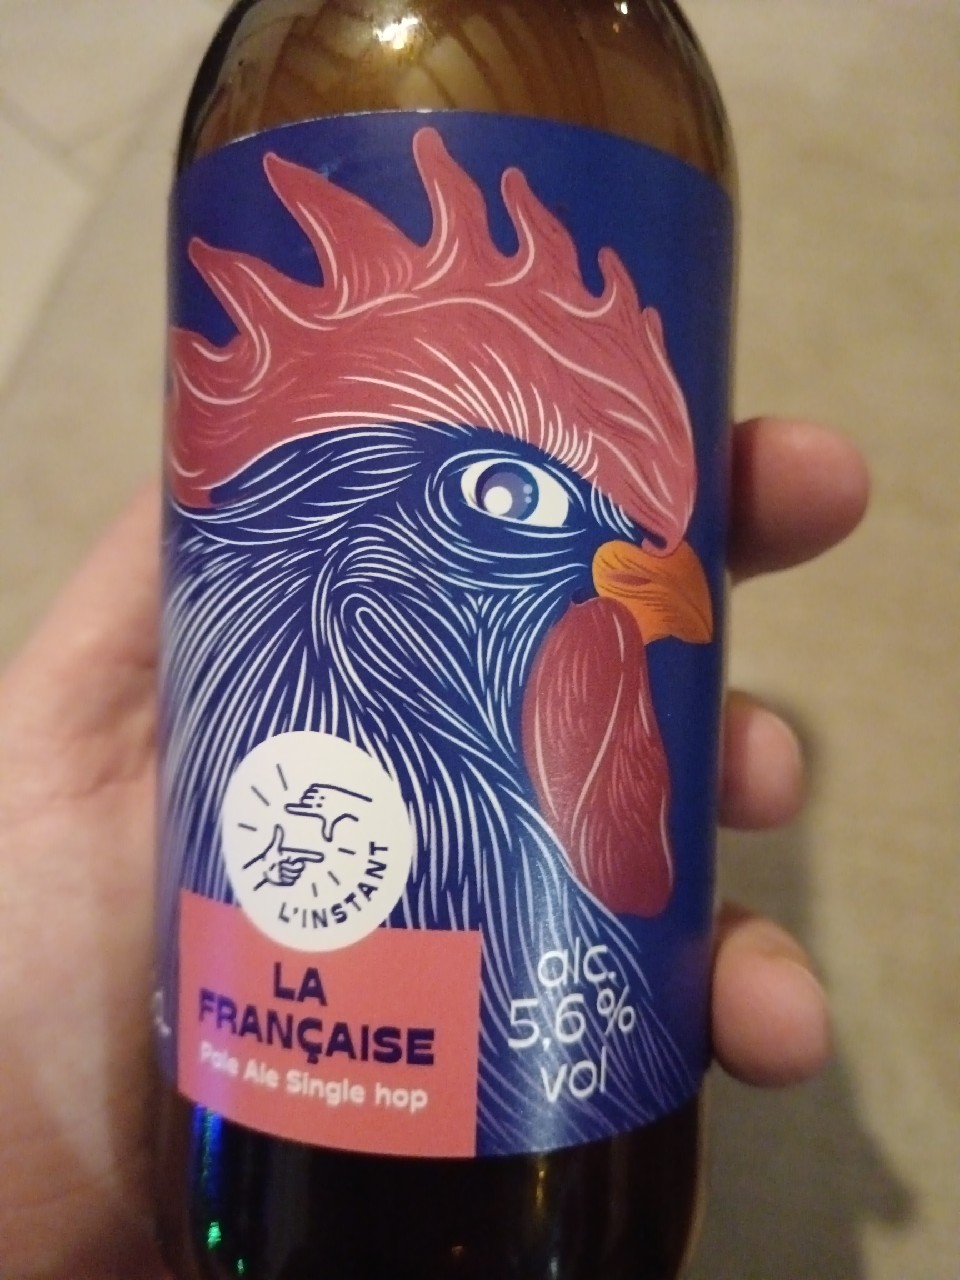 L'INSTANT
LA
FRANÇAISE
Pale Ale Single hop
alc.
5,6 %
vol